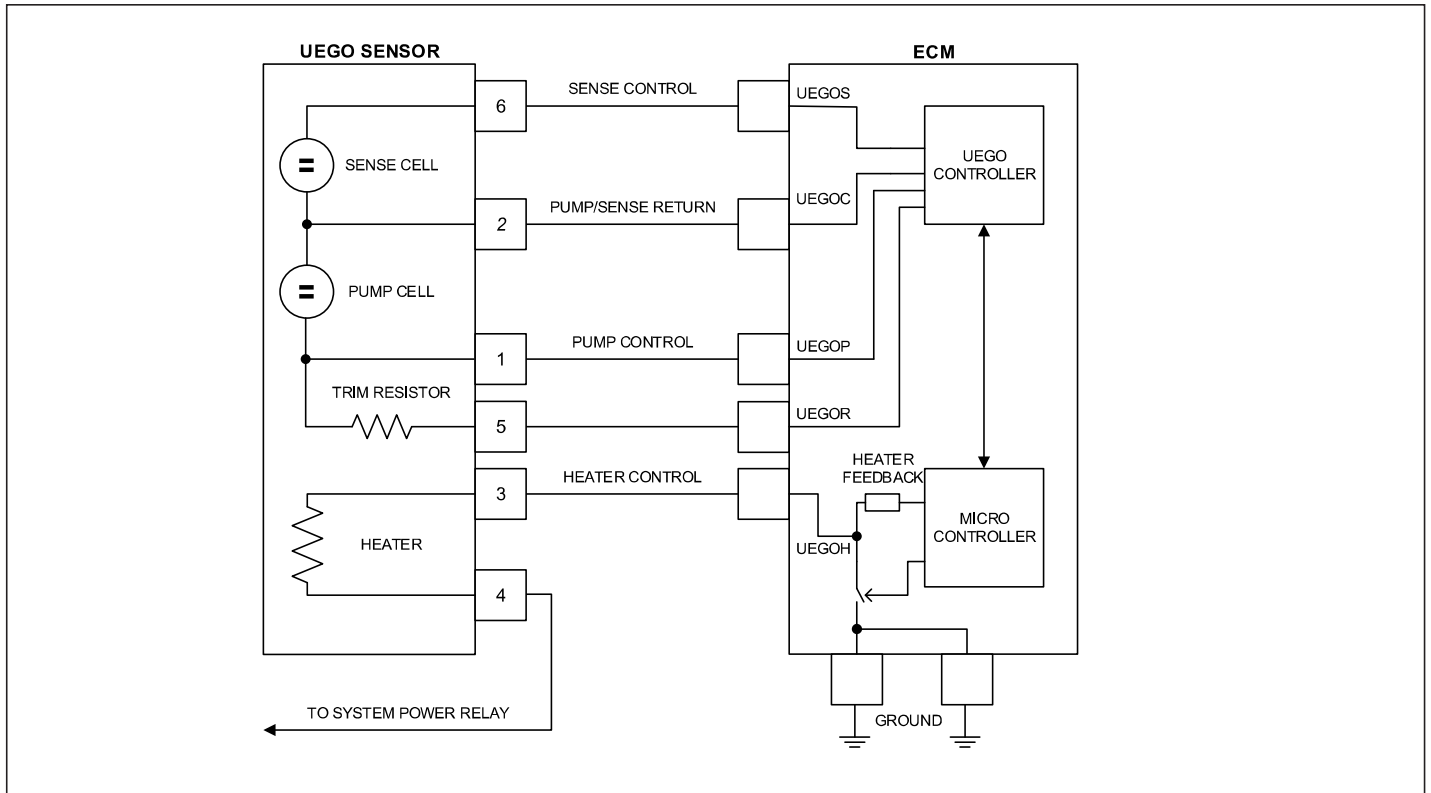 UEGO SENSOR
ECM
6
SENSE CONTROL
UEGOS
SENSE CELL
UEGO
CONTROLLER
2
PUMP/SENSE RETURN
UEGOC
PUMP CELL
1
PUMP CONTROL
UEGOP
TRIM RESISTOR
5
UEGOR
3
HEATER CONTROL
HEATER
FEEDBACK
MICRO
CONTROLLER
HEATER
UEGOH
4
TO SYSTEM POWER RELAY
GROUND